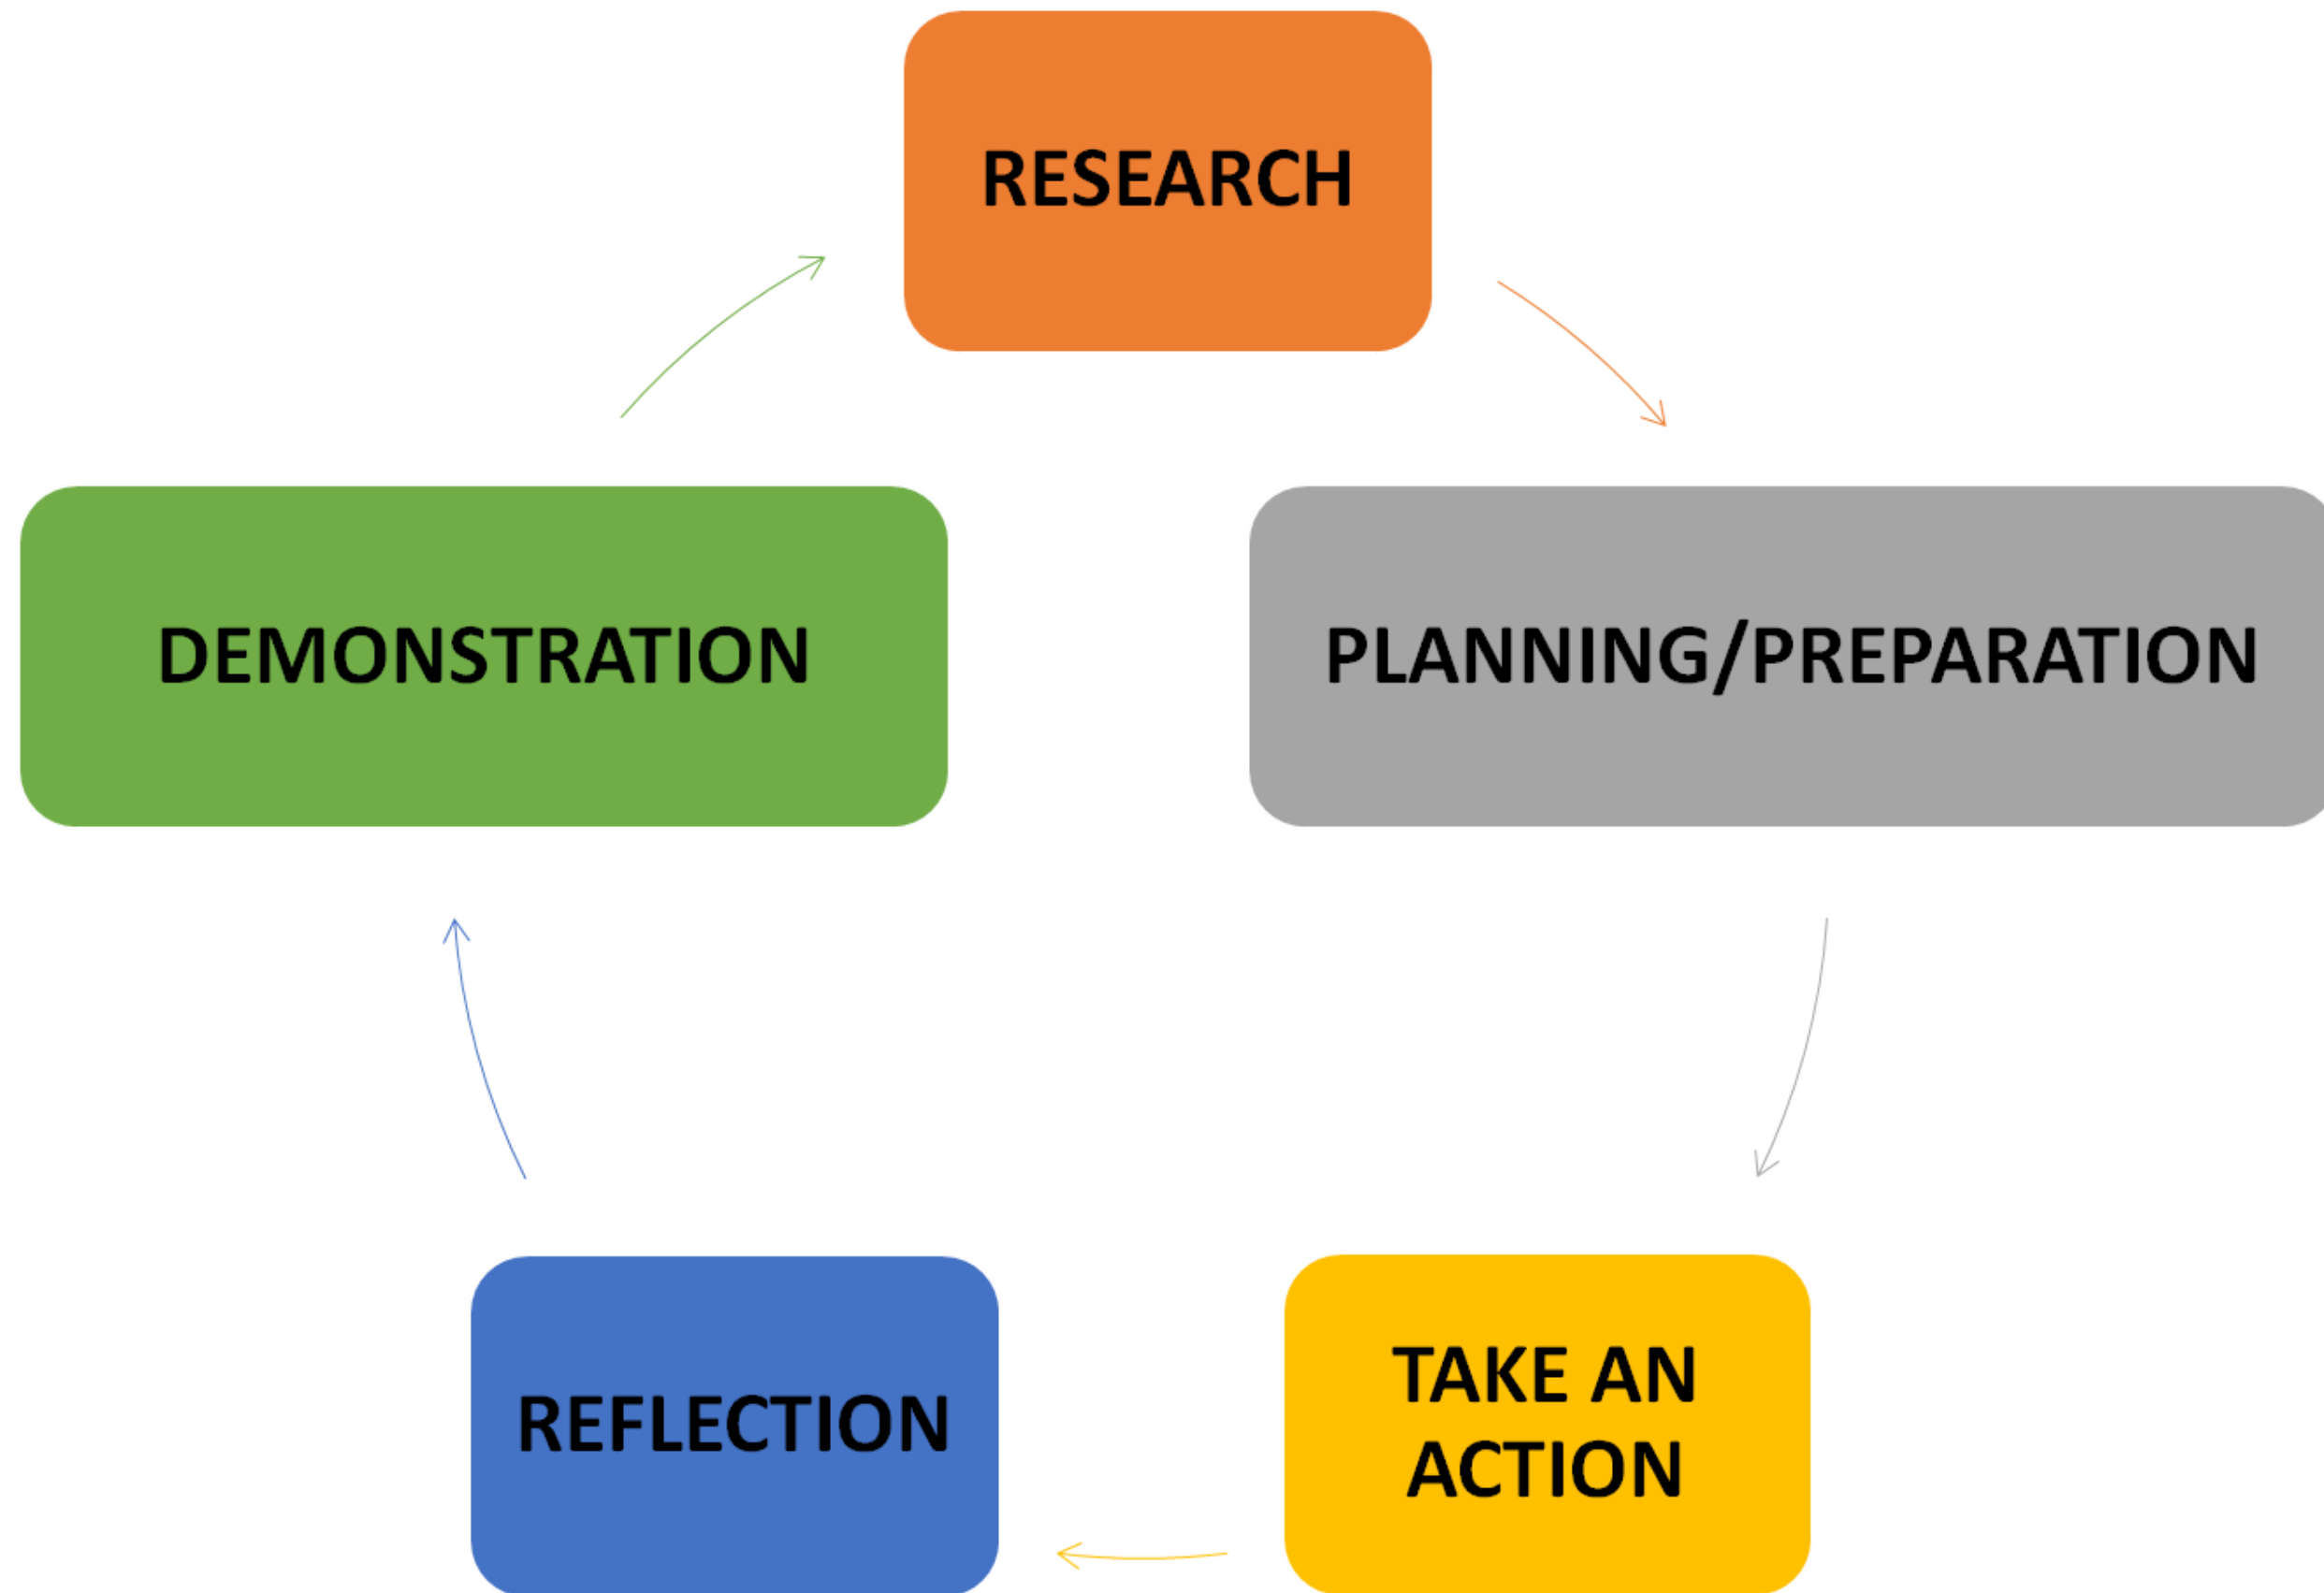 RESEARCH
PLANNING/PREPARATION
TAKE AN
ACTION
REFLECTION
DEMONSTRATION